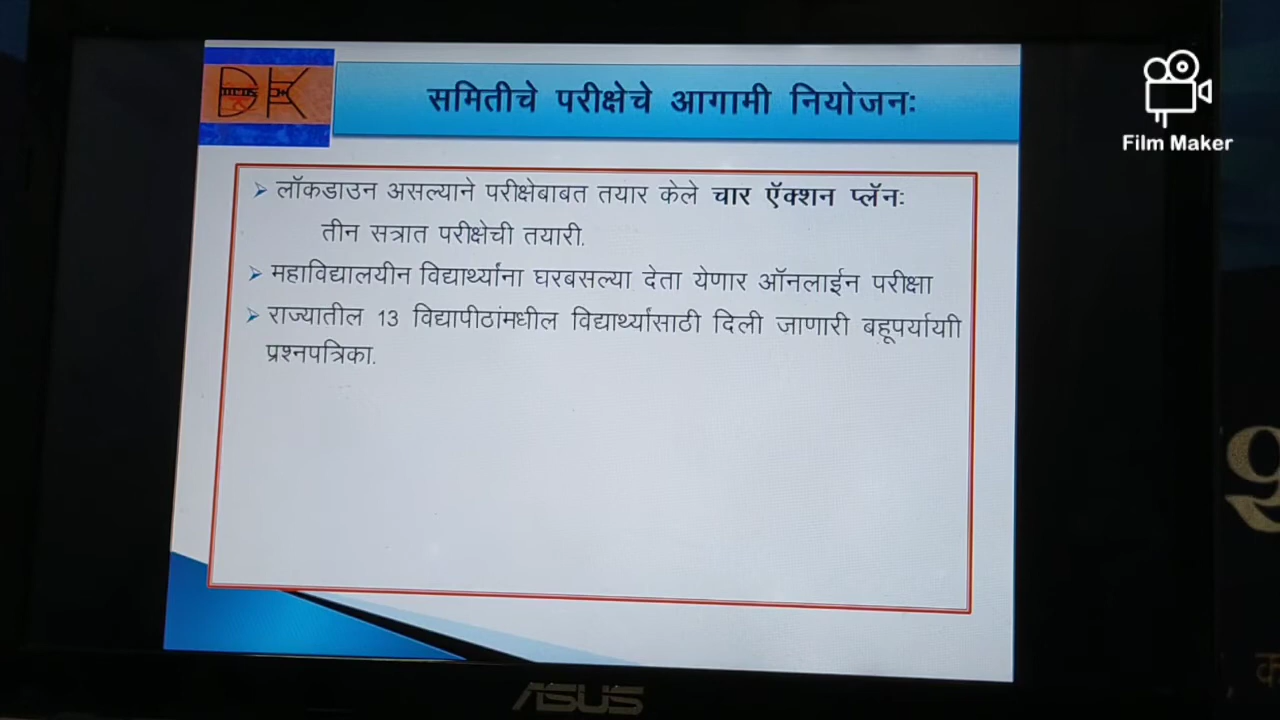 समितीचे परीक्षेचे आगामी नियोजनः
Film Maker
➢ लॉकडाउन असल्याने परीक्षेबाबत तयार केले चार ऍक्शन प्लॅनः
तीन सत्रात परीक्षेची तयारी.
➢ महाविद्यालयीन विद्यार्थ्यांना घरबसल्या देता येणार ऑनलाईन परीक्षा
➢ राज्यातील 13 विद्यापीठांमधील विद्यार्थ्यांसाठी दिली जाणारी बहूपर्यायाी
प्रश्नपत्रिका.
ASUS